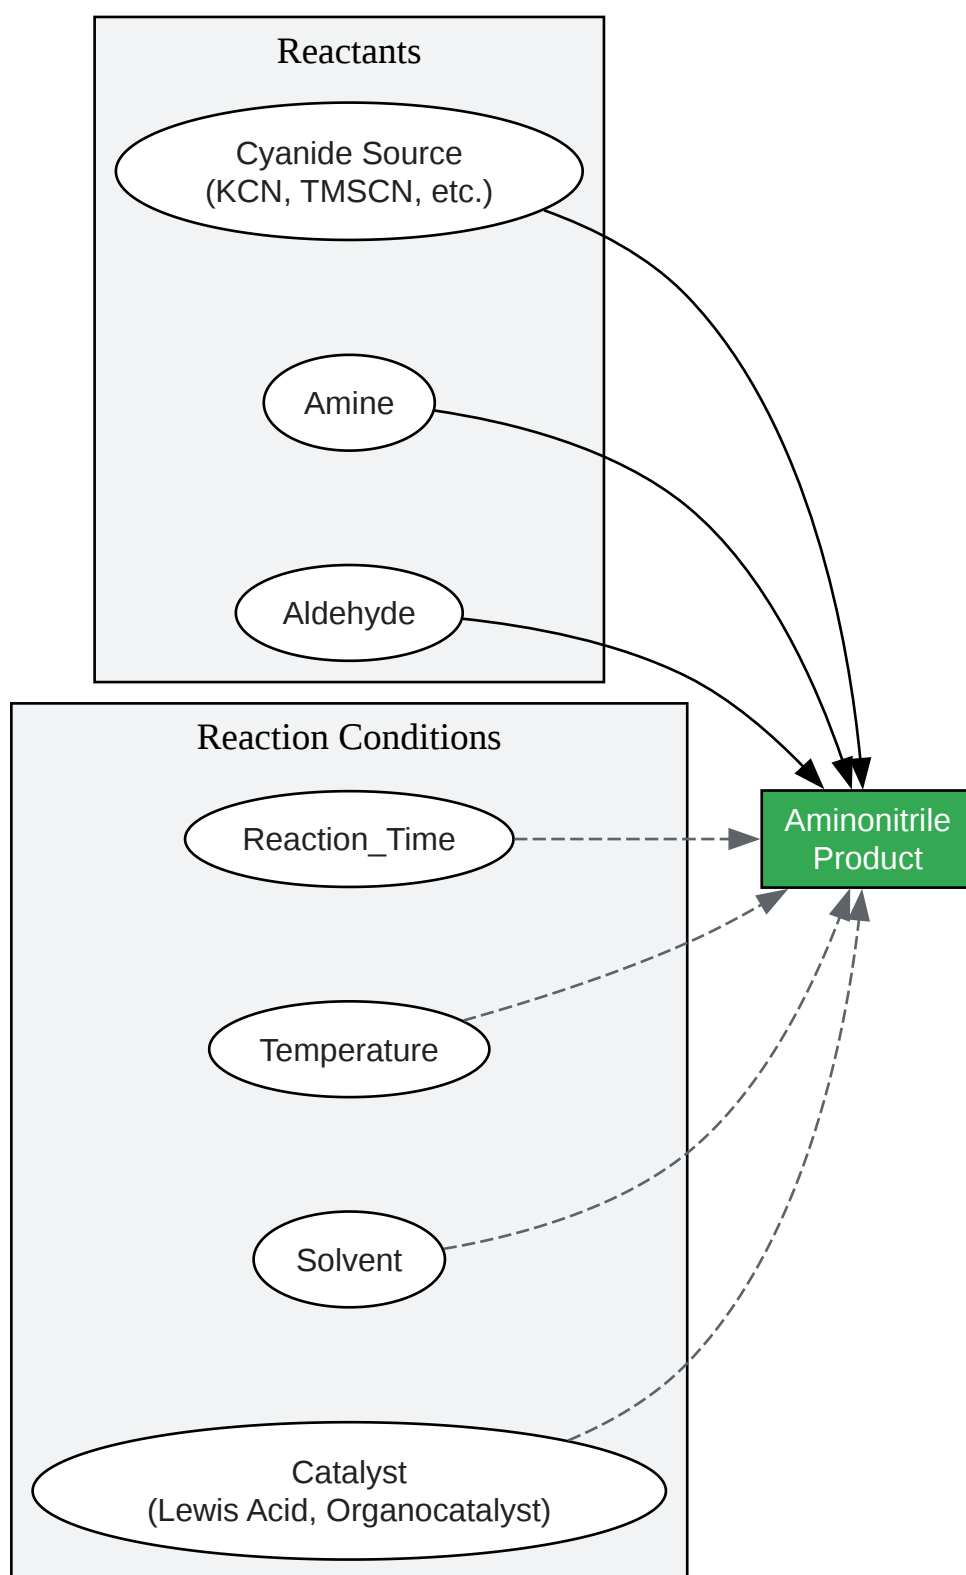 Reactants
Cyanide Source
(KCN, TMSCN, etc.)
Amine
Aldehyde
Reaction Conditions
Reaction_Time
Aminonitrile
Product
Temperature
Solvent
Catalyst
(Lewis Acid, Organocatalyst)